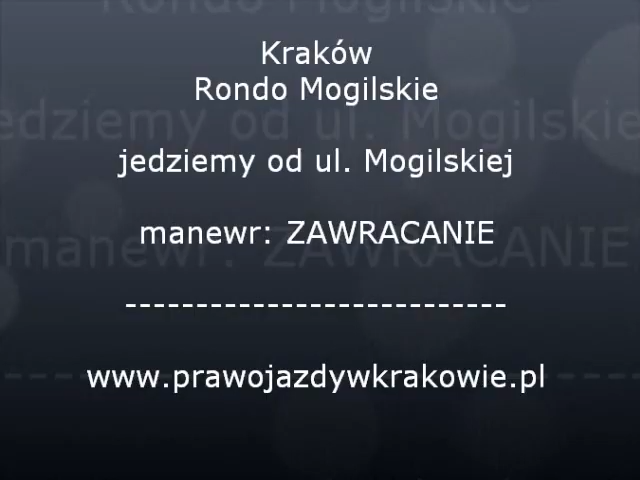 Kraków
Rondo Mogilskie
jedziemy od ul. Mogilskiej
manewr: ZAWRACANIE
---------------------------
www.prawojazdywkrakowie.pl